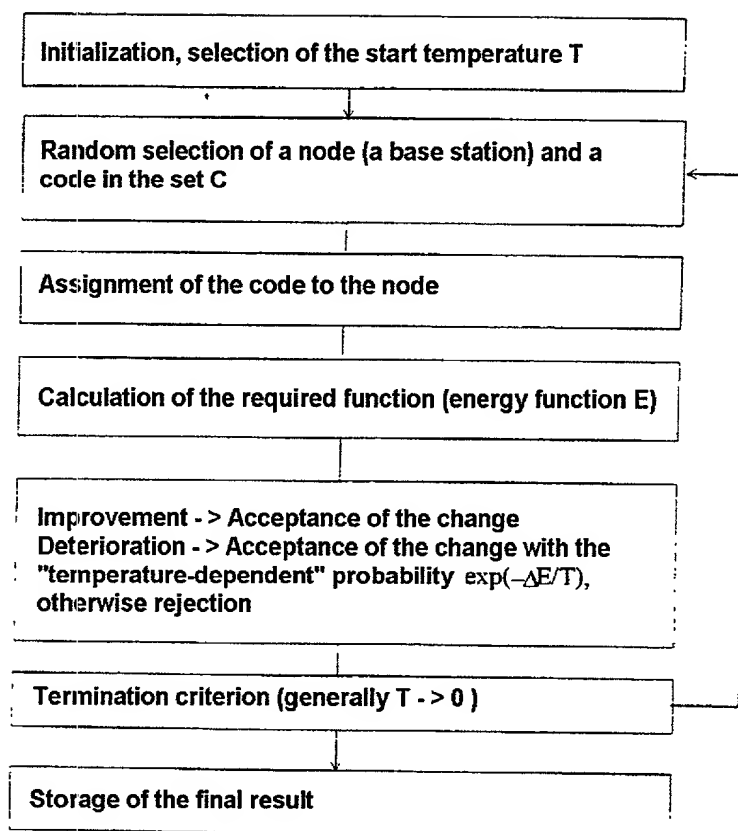 Initialization, selection of the start temperature T
Random selection of a node (a base station) and a
code in the set C
Assignment of the code to the node
Calculation of the required function (energy function E)
Improvement - > Acceptance of the change
Deterioration - > Acceptance of the change with the
"temperature-dependent" probability exp(–ΔE/T),
otherwise rejection
Termination criterion (generally T - > 0 )
Storage of the final result